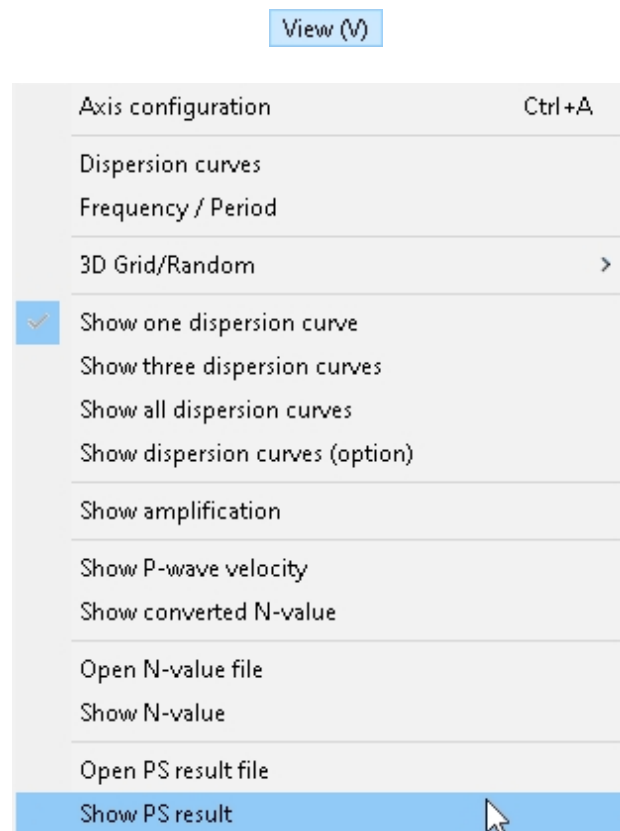 View (V)
Axis configuration Ctrl+A
Dispersion curves
Frequency / Period
3D Grid/Random
Show one dispersion curve
Show three dispersion curves
Show all dispersion curves
Show dispersion curves (option)
Show amplification
Show P-wave velocity
Show converted N-value
Open N-value file
Show N-value
Open PS result file
Show PS result